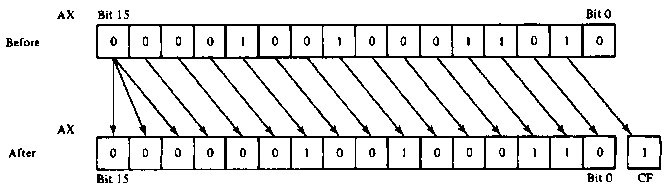 AX Bit 15 Bit 0
Before 0 0 0 0 1 0 0 1 0 0 0 1 1 0 1 0
AX
After 0 0 0 0 0 0 1 0 0 1 0 0 0 1 1 0 1
Bit 15 Bit 0 CF